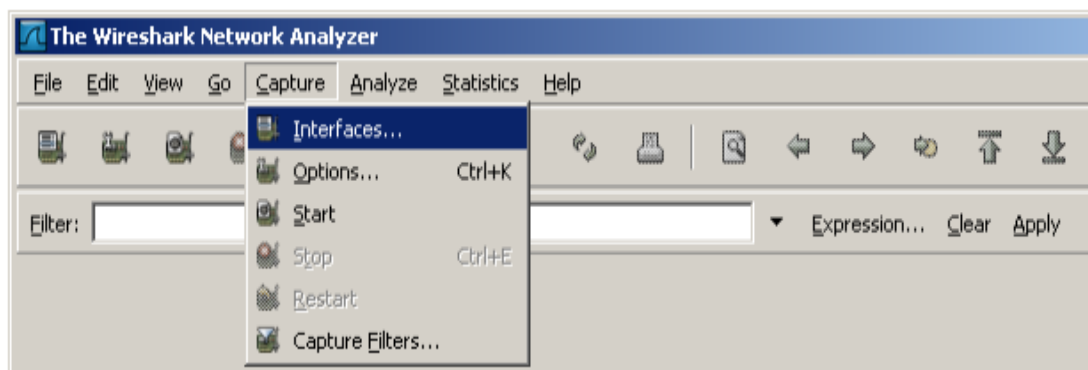 The Wireshark Network Analyzer
File Edit View Go Capture Analyze Statistics Help
Interfaces...
Options... Ctrl+K
Start
Filter: Expression... Clear Apply
Stop Ctrl+E
Restart
Capture Filters...